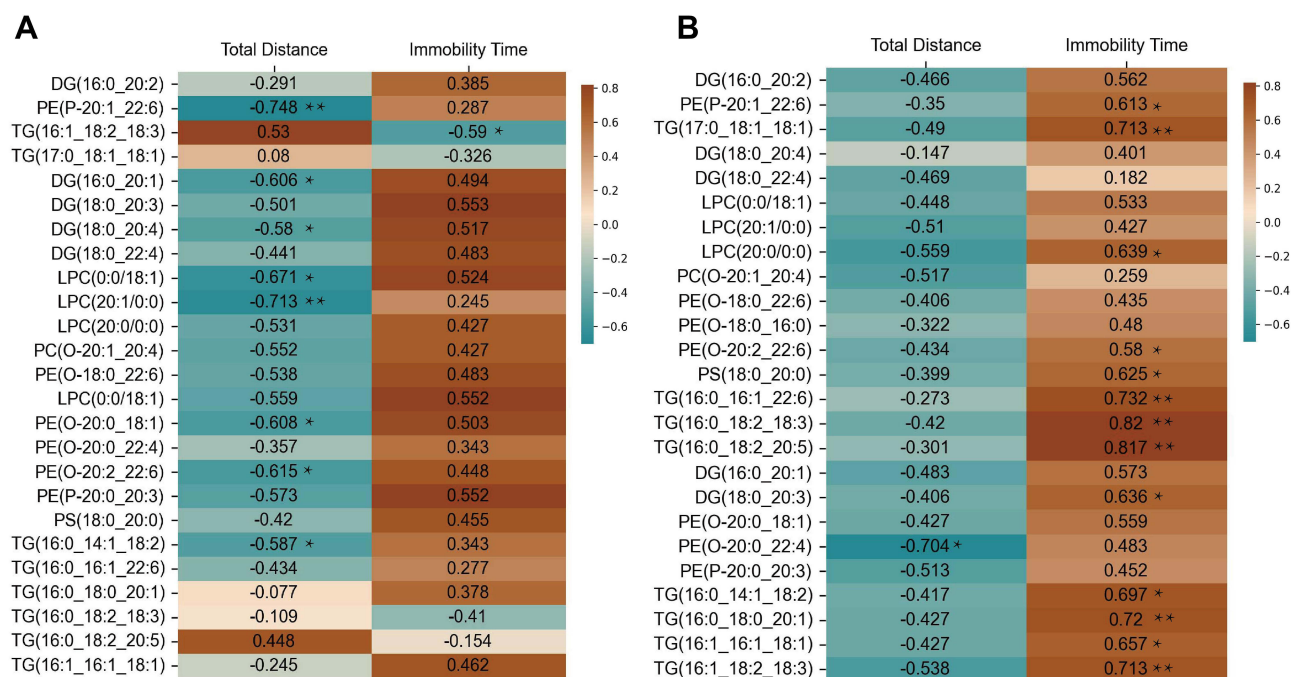 A
Total Distance Immobility Time
DG(16:0_20:2) -0.291 0.385
PE(P-20:1_22:6) -0.748 ** 0.287
TG(16:1_18:2_18:3) 0.53 -0.59 *
TG(17:0_18:1_18:1) 0.08 -0.326
DG(16:0_20:1) -0.606 * 0.494
DG(18:0_20:3) -0.501 0.553
DG(18:0_20:4) -0.58 * 0.517
DG(18:0_22:4) -0.441 0.483
LPC(0:0/18:1) -0.671 * 0.524
LPC(20:1/0:0) -0.713 ** 0.245
LPC(20:0/0:0) -0.531 0.427
PC(O-20:1_20:4) -0.552 0.427
PE(O-18:0_22:6) -0.538 0.483
LPC(0:0/18:1) -0.559 0.552
PE(O-20:0_18:1) -0.608 * 0.503
PE(O-20:0_22:4) -0.357 0.343
PE(O-20:2_22:6) -0.615 * 0.448
PE(P-20:0_20:3) -0.573 0.552
PS(18:0_20:0) -0.42 0.455
TG(16:0_14:1_18:2) -0.587 * 0.343
TG(16:0_16:1_22:6) -0.434 0.277
TG(16:0_18:0_20:1) -0.077 0.378
TG(16:0_18:2_18:3) -0.109 -0.41
TG(16:0_18:2_20:5) 0.448 -0.154
TG(16:1_16:1_18:1) -0.245 0.462
0.8
0.6
0.4
0.2
0.0
−0.2
−0.4
−0.6
B
Total Distance Immobility Time
DG(16:0_20:2) -0.466 0.562
PE(P-20:1_22:6) -0.35 0.613 *
TG(17:0_18:1_18:1) -0.49 0.713 **
DG(18:0_20:4) -0.147 0.401
DG(18:0_22:4) -0.469 0.182
LPC(0:0/18:1) -0.448 0.533
LPC(20:1/0:0) -0.51 0.427
LPC(20:0/0:0) -0.559 0.639 *
PC(O-20:1_20:4) -0.517 0.259
PE(O-18:0_22:6) -0.406 0.435
PE(O-18:0_16:0) -0.322 0.48
PE(O-20:2_22:6) -0.434 0.58 *
PS(18:0_20:0) -0.399 0.625 *
TG(16:0_16:1_22:6) -0.273 0.732 **
TG(16:0_18:2_18:3) -0.42 0.82 **
TG(16:0_18:2_20:5) -0.301 0.817 **
DG(16:0_20:1) -0.483 0.573
DG(18:0_20:3) -0.406 0.636 *
PE(O-20:0_18:1) -0.427 0.559
PE(O-20:0_22:4) -0.704 * 0.483
PE(P-20:0_20:3) -0.513 0.452
TG(16:0_14:1_18:2) -0.417 0.697 *
TG(16:0_18:0_20:1) -0.427 0.72 **
TG(16:1_16:1_18:1) -0.427 0.657 *
TG(16:1_18:2_18:3) -0.538 0.713 **
0.8
0.6
0.4
0.2
0.0
−0.2
−0.4
−0.6